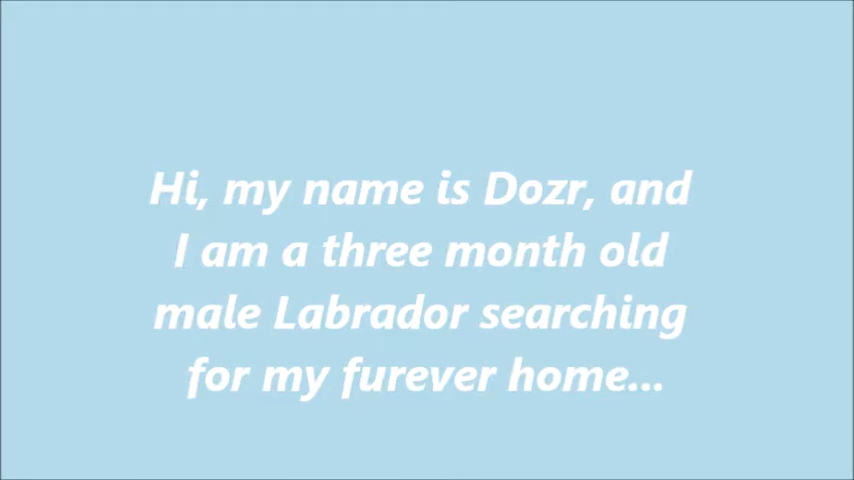 Hi, my name is Dozr, and
I am a three month old
male Labrador searching
for my furever home...